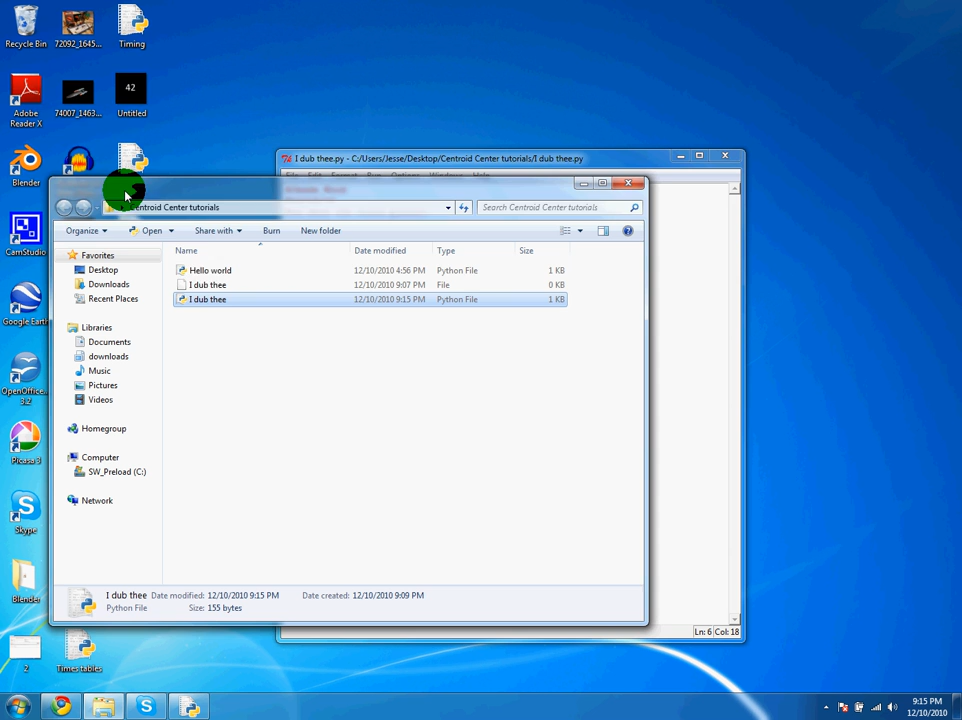 Recycle Bin
72092_1645...
Timing
Adobe
Reader X
74007_1463...
42
Untitled
Blender
CamStudio
Google Earth
OpenOffice...
3.2
Picasa 3
Skype
Blender
2
Times tables
I dub thee.py - C:/Users/Jesse/Desktop/Centroid Center tutorials/I dub thee.py
File Edit Format Run Options Windows Help
Centroid Center tutorials
Search Centroid Center tutorials
Organize
Open
Share with
Burn
New folder
Name
Date modified
Type
Size
Hello world 12/10/2010 4:56 PM Python File 1 KB
I dub thee 12/10/2010 9:07 PM File 0 KB
I dub thee 12/10/2010 9:15 PM Python File 1 KB
Favorites
Desktop
Downloads
Recent Places
Libraries
Documents
downloads
Music
Pictures
Videos
Homegroup
Computer
SW_Preload (C:)
Network
I dub thee Date modified: 12/10/2010 9:15 PM Date created: 12/10/2010 9:09 PM
Python File Size: 155 bytes
Ln: 6 Col: 18
9:15 PM
12/10/2010